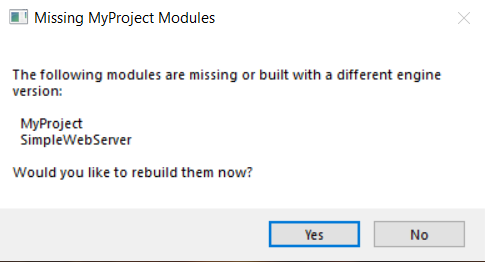 Missing MyProject Modules
The following modules are missing or built with a different engine
version:
MyProject
SimpleWebServer
Would you like to rebuild them now?
Yes
No